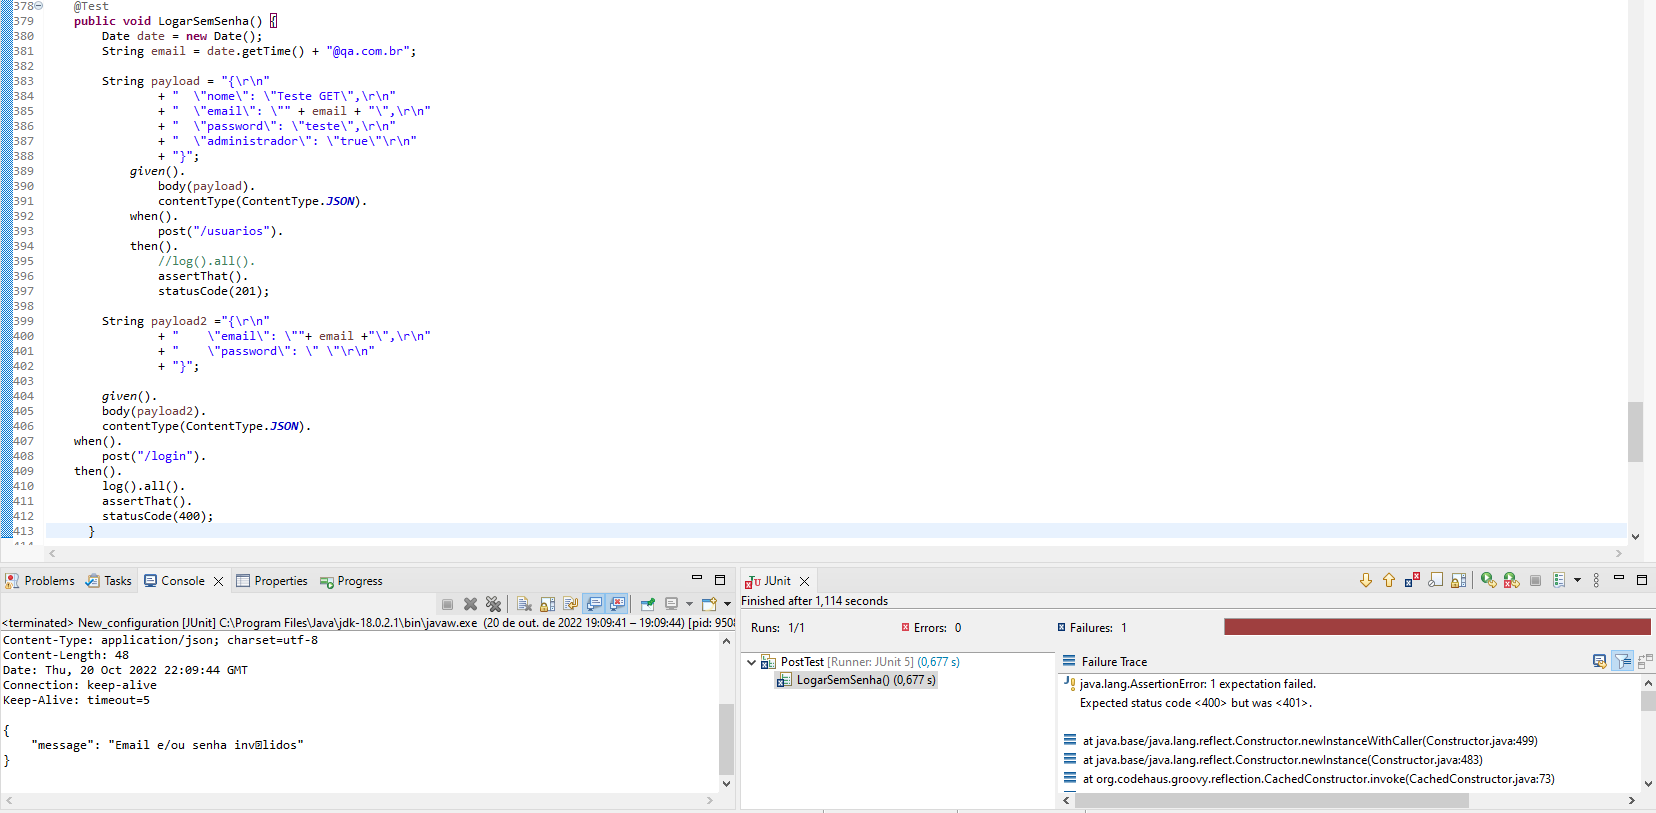 378 @Test
379 public void LogarSemSenha() {
380 Date date = new Date();
381 String email = date.getTime() + "@qa.com.br";
382
383 String payload = "{\r\n"
384 + "  \"nome\": \"Teste GET\",\r\n"
385 + "  \"email\": \"" + email + "\",\r\n"
386 + "  \"password\": \"teste\",\r\n"
387 + "  \"administrador\": \"true\"\r\n"
388 + "}";
389 given().
390 body(payload).
391 contentType(ContentType.JSON).
392 when().
393 post("/usuarios").
394 then().
395 //log().all().
396 assertThat().
397 statusCode(201);
398
399 String payload2 ="{\r\n"
400 + "    \"email\": \""+ email +"\",\r\n"
401 + "    \"password\": \" \"\r\n"
402 + "}";
403
404 given().
405 body(payload2).
406 contentType(ContentType.JSON).
407 when().
408 post("/login").
409 then().
410 log().all().
411 assertThat().
412 statusCode(400);
413 }
414
Problems Tasks Console Properties Progress
<terminated> New_configuration [JUnit] C:\Program Files\Java\jdk-18.0.2.1\bin\javaw.exe (20 de out. de 2022 19:09:41 – 19:09:44) [pid: 9508
Content-Type: application/json; charset=utf-8
Content-Length: 48
Date: Thu, 20 Oct 2022 22:09:44 GMT
Connection: keep-alive
Keep-Alive: timeout=5
{
"message": "Email e/ou senha inv�lidos"
}
JUnit
Finished after 1,114 seconds
Runs: 1/1 Errors: 0 Failures: 1
PostTest [Runner: JUnit 5] (0,677 s)
LogarSemSenha() (0,677 s)
Failure Trace
java.lang.AssertionError: 1 expectation failed.
Expected status code <400> but was <401>.
at java.base/java.lang.reflect.Constructor.newInstanceWithCaller(Constructor.java:499)
at java.base/java.lang.reflect.Constructor.newInstance(Constructor.java:483)
at org.codehaus.groovy.reflection.CachedConstructor.invoke(CachedConstructor.java:73)